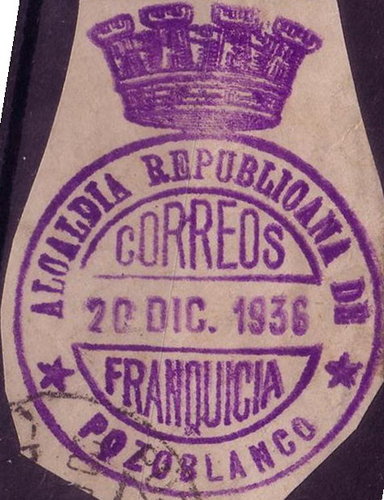 ALCALDIA REPUBLICANA DE
CORREOS
20 DIC. 1936
FRANQUICIA
POZOBLANCO